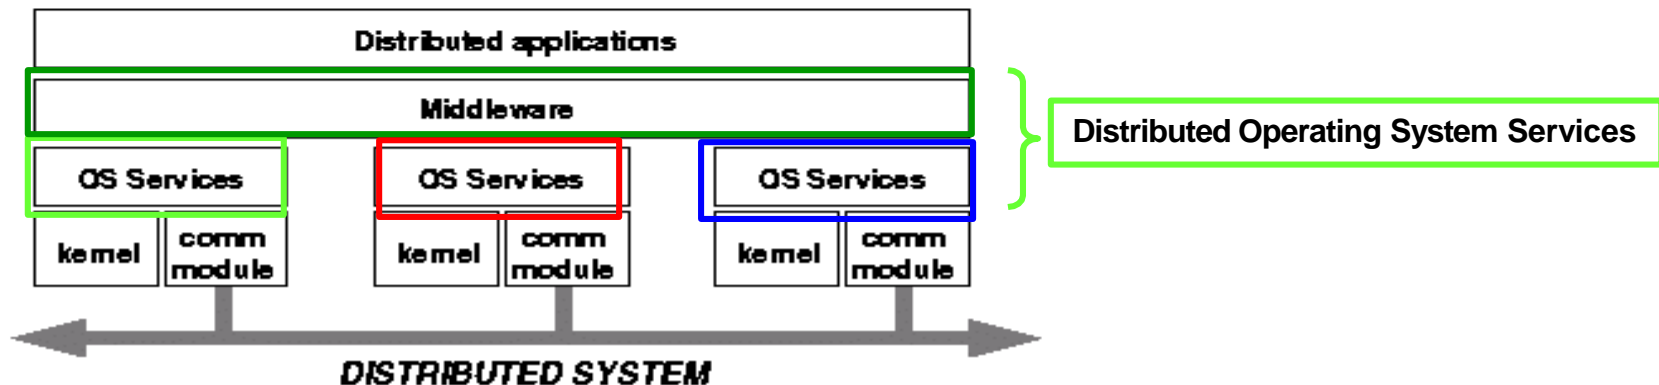 Distributed applications
Middleware
Distributed Operating System Services
OS Services OS Services OS Services
kernel comm module kernel comm module kernel comm module
DISTRIBUTED SYSTEM